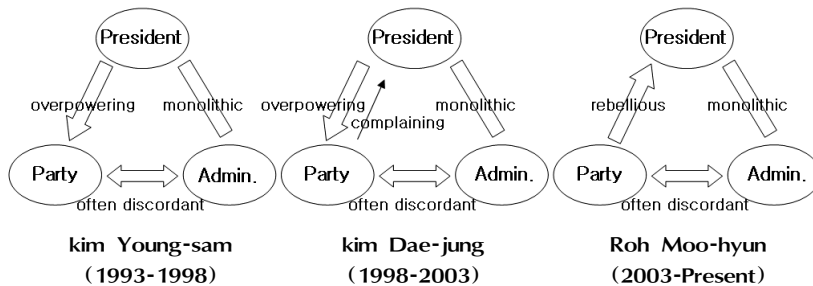 President
overpowering
monolithic
Party
Admin.
often discordant
kim Young-sam
(1993-1998)
President
overpowering
monolithic
complaining
Party
Admin.
often discordant
kim Dae-jung
(1998-2003)
President
rebellious
monolithic
Party
Admin.
often discordant
Roh Moo-hyun
(2003-Present)